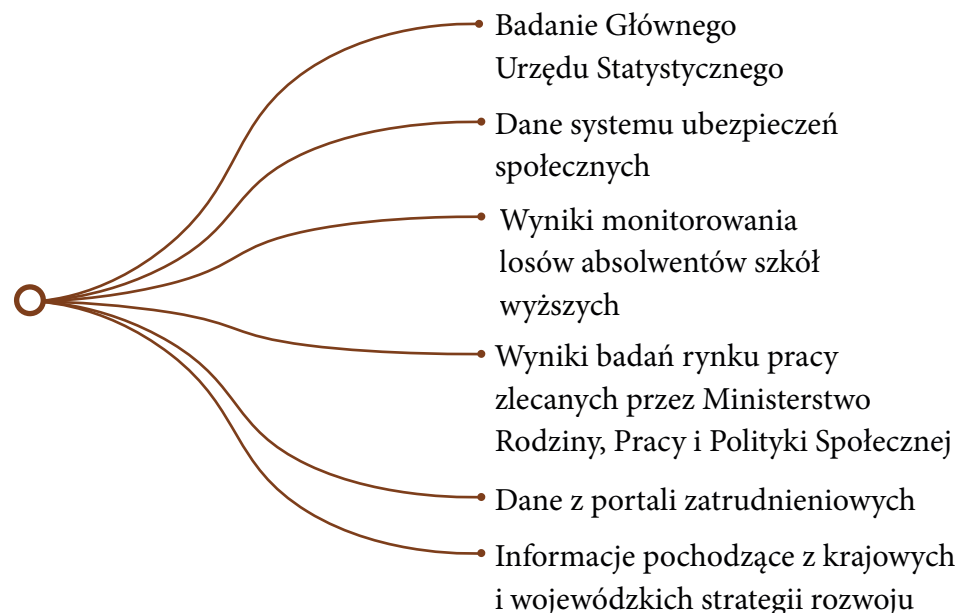 Badanie Głównego
Urzędu Statystycznego
Dane systemu ubezpieczeń
społecznych
Wyniki monitorowania
losów absolwentów szkół
wyższych
Wyniki badań rynku pracy
zlecanych przez Ministerstwo
Rodziny, Pracy i Polityki Społecznej
Dane z portali zatrudnieniowych
Informacje pochodzące z krajowych
i wojewódzkich strategii rozwoju